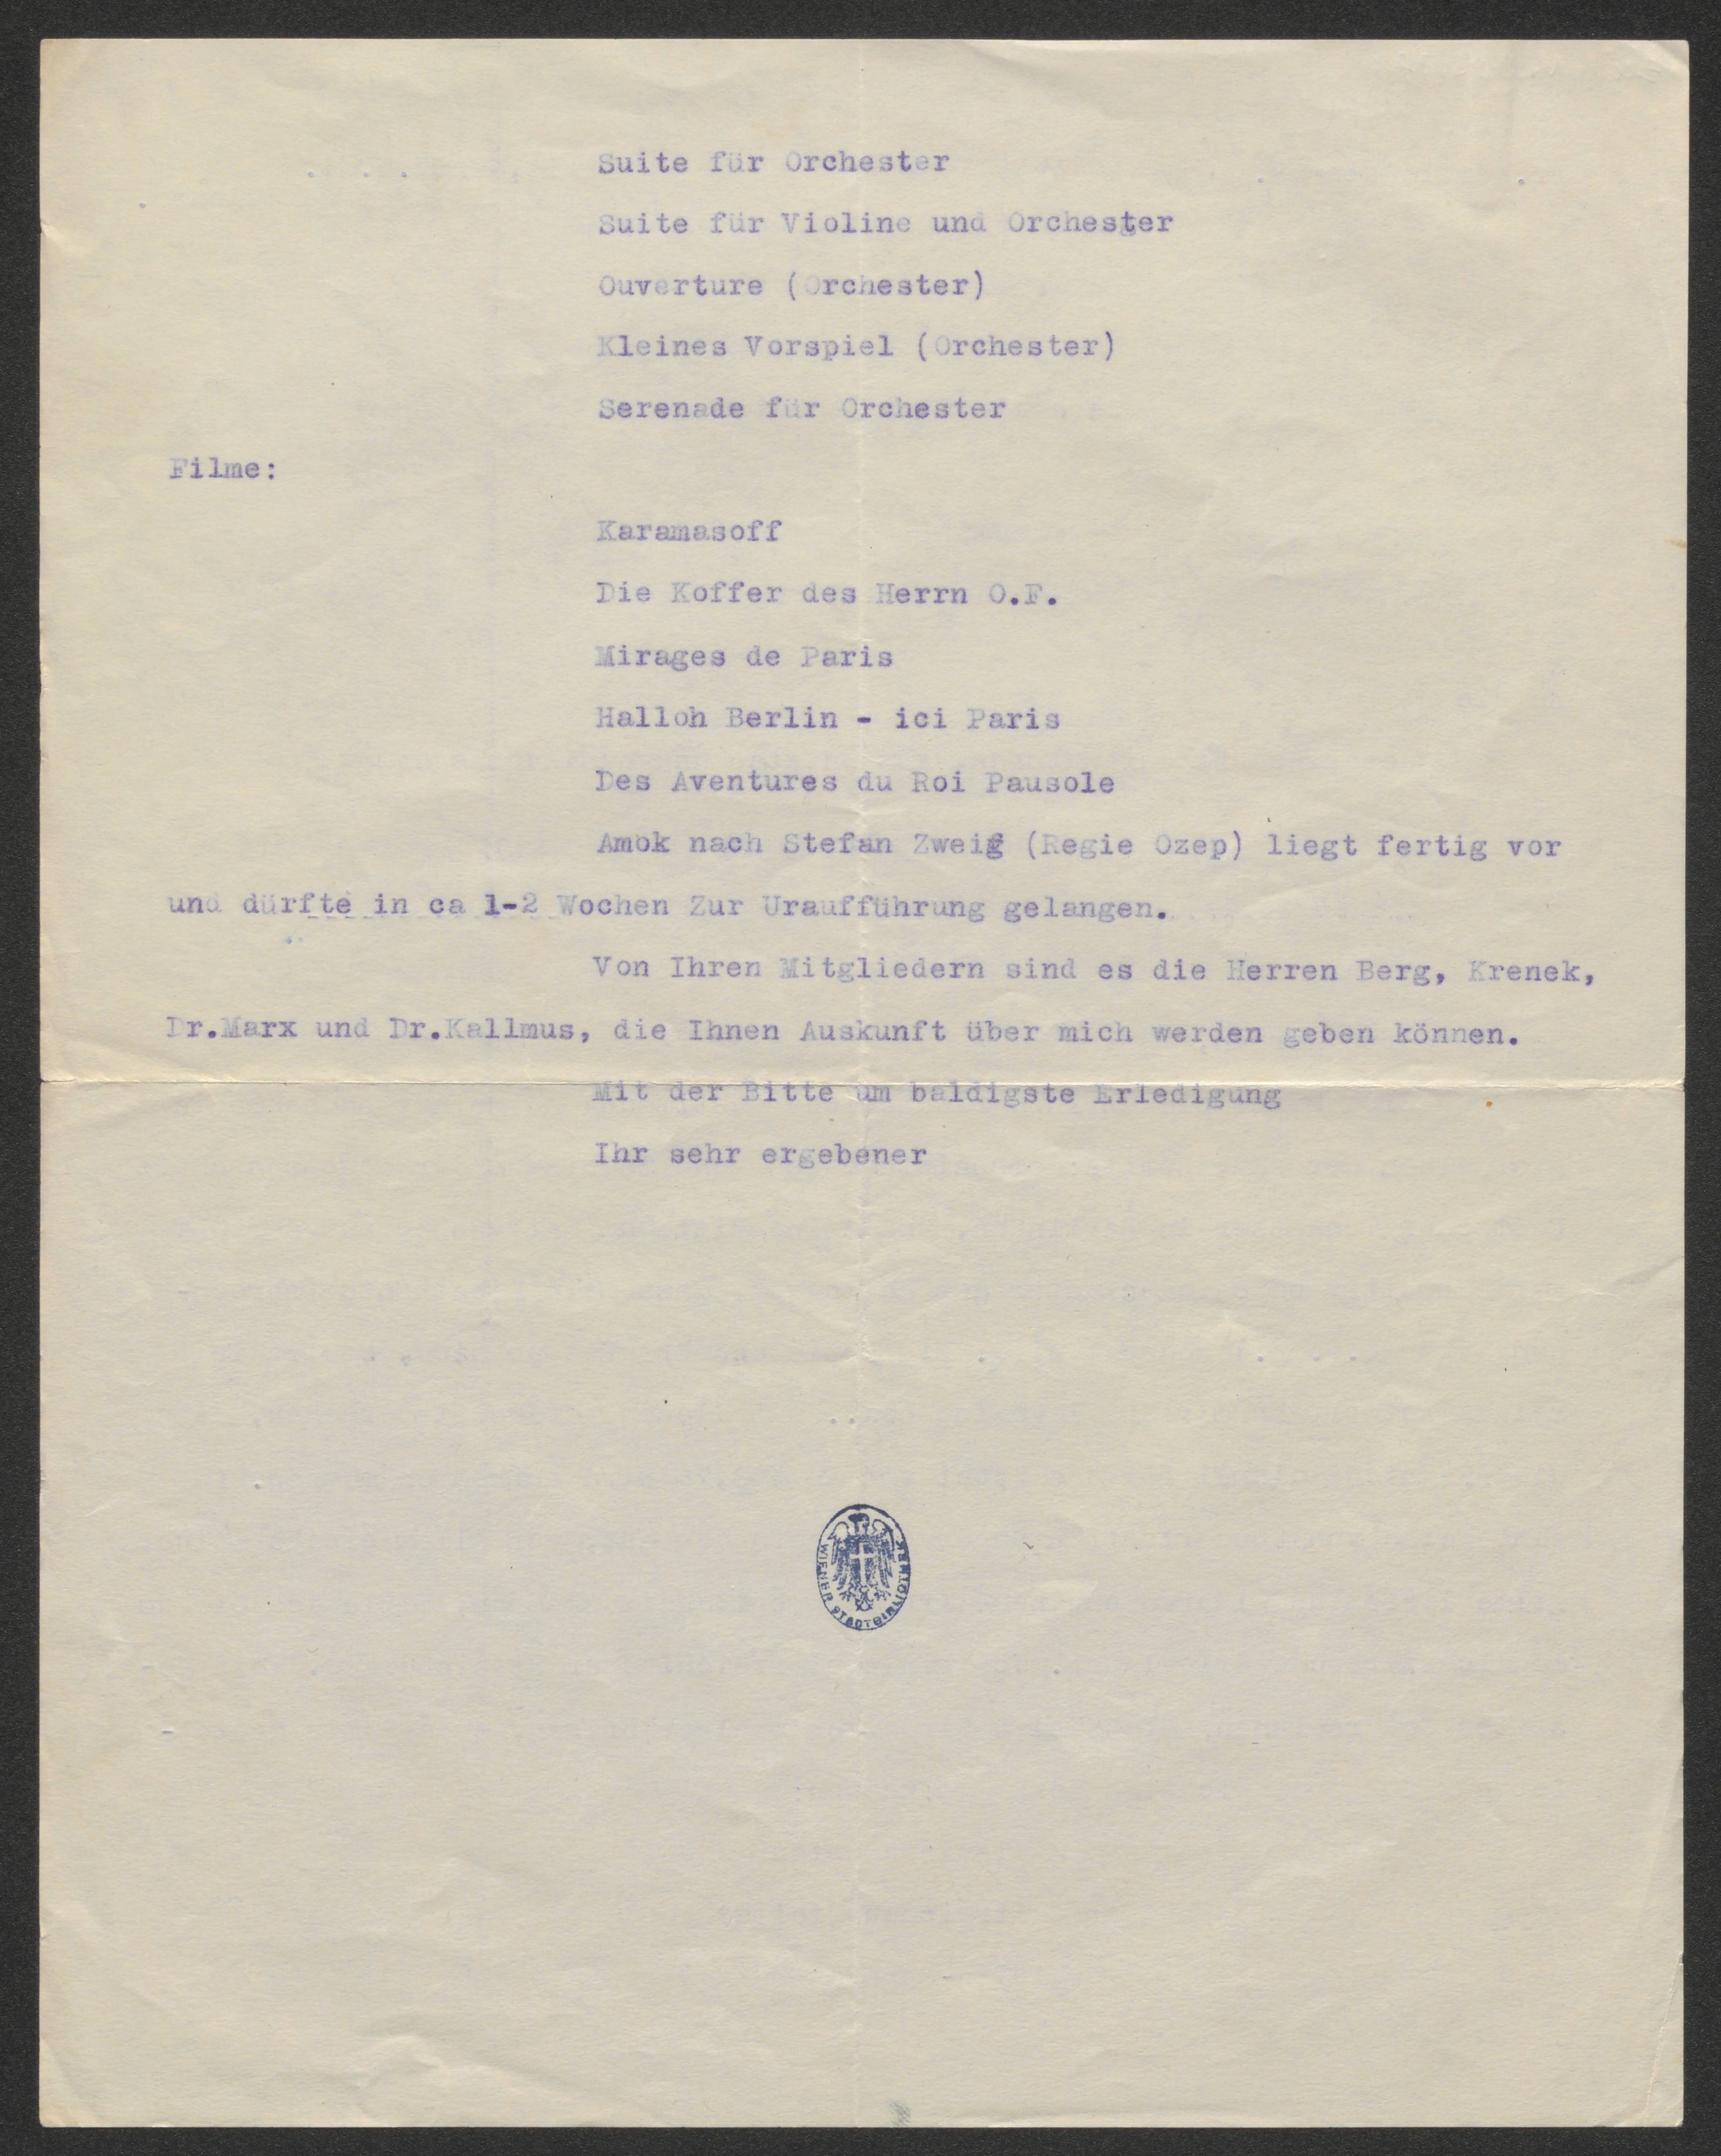 Suite für Orchester
Suite für Violine und Orchester
Ouverture (Orchester)
Kleines Vorspiel (Orchester)
Serenade für Orchester
Filme:
Karamasoff
Die Koffer des Herrn O.F.
Mirages de Paris
Halloh Berlin - ici Paris
Des Aventures du Roi Pausole
Amok nach Stefan Zweig (Regie Ozep) liegt fertig vor
und dürfte in ca 1-2 Wochen Zur Uraufführung gelangen.
Von Ihren Mitgliedern sind es die Herren Berg, Krenek,
Dr.Marx und Dr.Kallmus, die Ihnen Auskunft über mich werden geben können.
Mit der Bitte um baldigste Erledigung
Ihr sehr ergebener
WIENER STADTBIBLIOTHEK